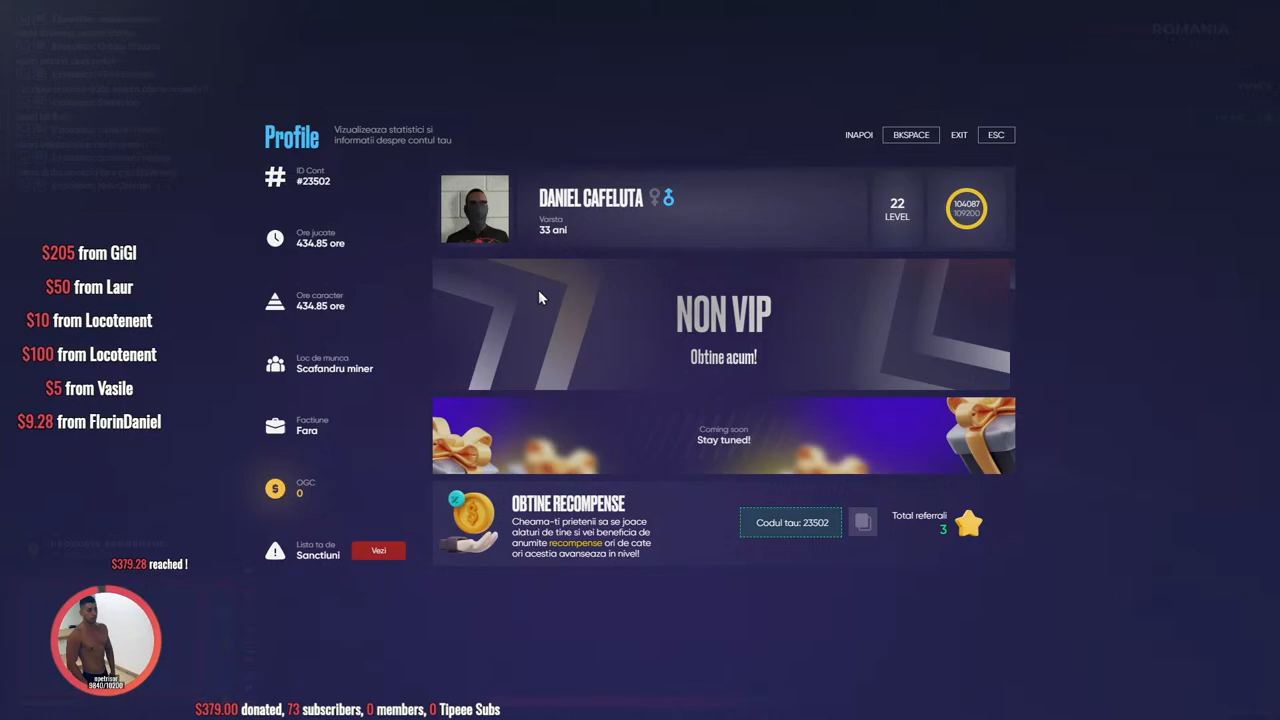 ROMANIA
Profile
Vizualizeaza statistici si
informatii despre contul tau
INAPOI
BKSPACE
EXIT
ESC
ID Cont
#23502
Ore jucate
434.85 ore
Ore caracter
434.85 ore
Loc de munca
Scafandru miner
Factiune
Fara
OGC
0
Lista ta de
Sanctiuni
Vezi
DANIEL CAFELUTA
Varsta
33 ani
22
LEVEL
104087
109200
NON VIP
Obtine acum!
Coming soon
Stay tuned!
OBTINE RECOMPENSE
Cheama-ti prietenii sa se joace
alaturi de tine si vei beneficia de
anumite recompense ori de cate
ori acestia avanseaza in nivel!
Codul tau: 23502
Total referrali
3
$205 from GiGI
$50 from Laur
$10 from Locotenent
$100 from Locotenent
$5 from Vasile
$9.28 from FlorinDaniel
$379.28 reached !
noetrisor
9840/10200
$379.00 donated, 73 subscribers, 0 members, 0 Tipeee Subs